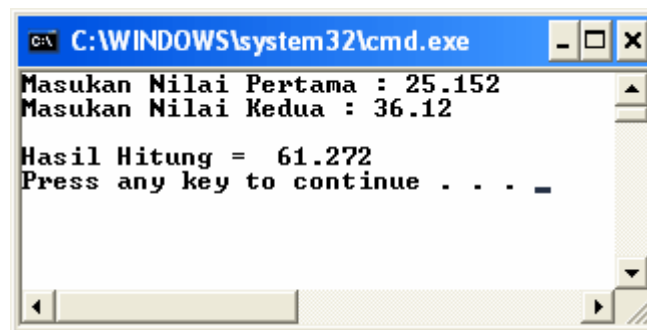 C:\WINDOWS\system32\cmd.exe
Masukan Nilai Pertama : 25.152
Masukan Nilai Kedua : 36.12
Hasil Hitung =  61.272
Press any key to continue . . . _